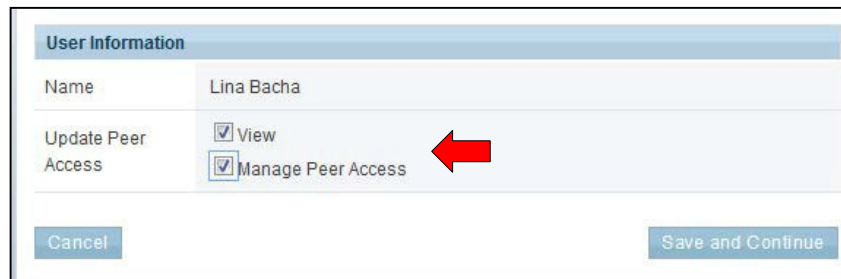 User Information
Name Lina Bacha
Update Peer Access View
Manage Peer Access
Cancel Save and Continue